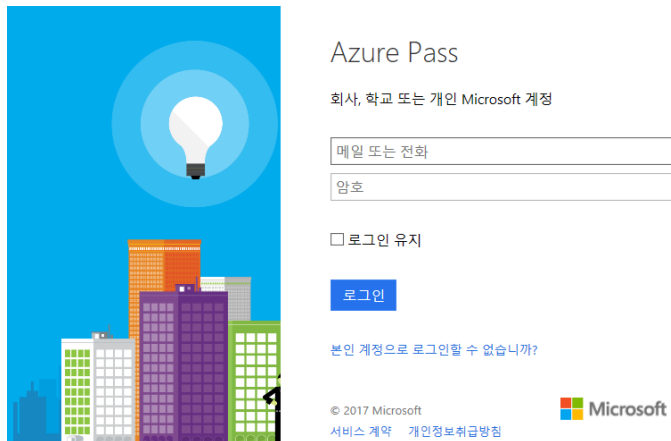 Azure Pass
회사, 학교 또는 개인 Microsoft 계정
메일 또는 전화
암호
로그인 유지
로그인
본인 계정으로 로그인할 수 없습니까?
© 2017 Microsoft
서비스 계약 개인정보취급방침
Microsoft